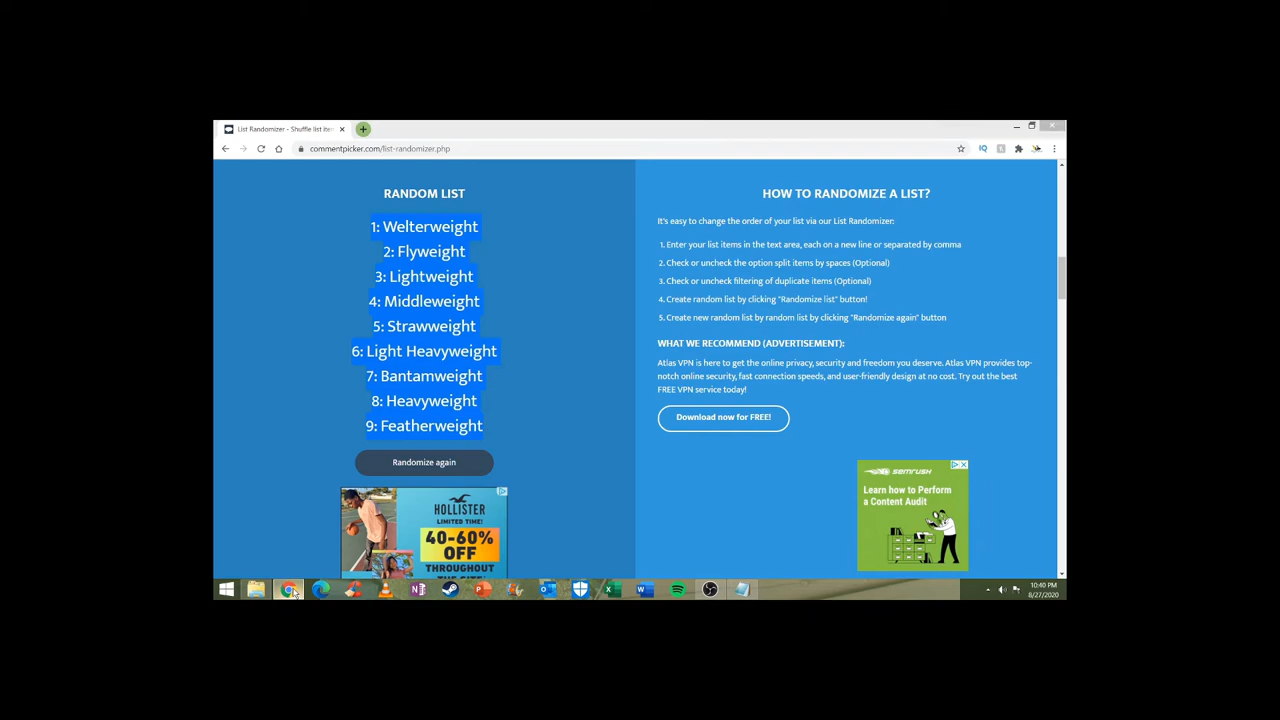 List Randomizer - Shuffle list iten
commentpicker.com/list-randomizer.php
RANDOM LIST
1: Welterweight
2: Flyweight
3: Lightweight
4: Middleweight
5: Strawweight
6: Light Heavyweight
7: Bantamweight
8: Heavyweight
9: Featherweight
Randomize again
HOLLISTER
LIMITED TIME!
40-60%
OFF
THROUGHOUT
HOW TO RANDOMIZE A LIST?
It's easy to change the order of your list via our List Randomizer:
1. Enter your list items in the text area, each on a new line or separated by comma
2. Check or uncheck the option split items by spaces (Optional)
3. Check or uncheck filtering of duplicate items (Optional)
4. Create random list by clicking "Randomize list" button!
5. Create new random list by random list by clicking "Randomize again" button
WHAT WE RECOMMEND (ADVERTISEMENT):
Atlas VPN is here to get the online privacy, security and freedom you deserve. Atlas VPN provides top-
notch online security, fast connection speeds, and user-friendly design at no cost. Try out the best
FREE VPN service today!
Download now for FREE!
SEMRUSH
Learn how to Perform
a Content Audit
10:40 PM
8/27/2020